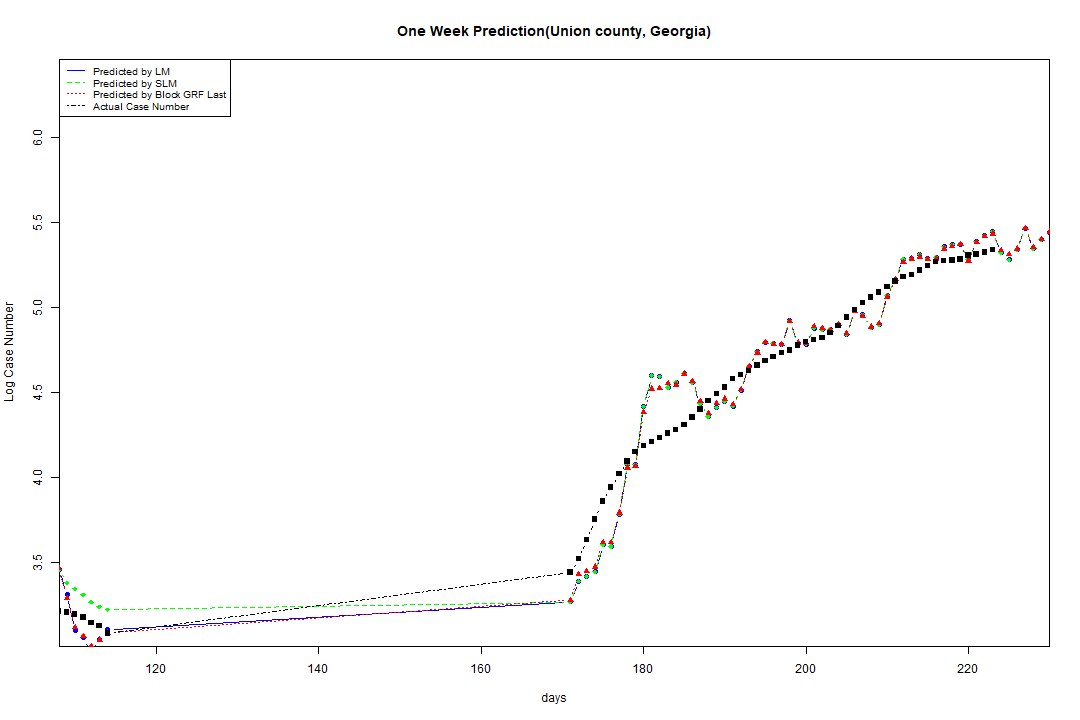 One Week Prediction(Union county, Georgia)
Predicted by LM
Predicted by SLM
Predicted by Block GRF Last
Actual Case Number
6.0
5.5
5.0
4.5
4.0
3.5
Log Case Number
120 140 160 180 200 220
days